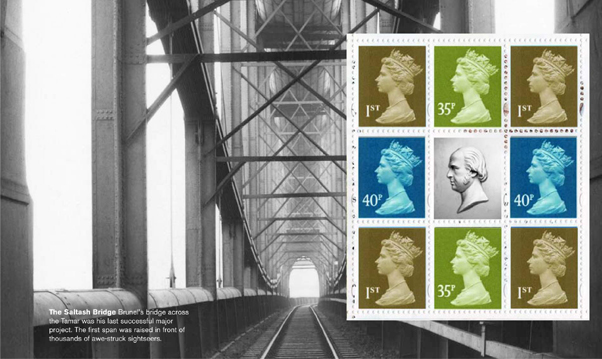 1ST
35P
1ST
40P
40P
1ST
35P
1ST
The Saltash Bridge Brunel's bridge across
the Tamar was his last successful major
project. The first span was raised in front of
thousands of awe-struck sightseers.